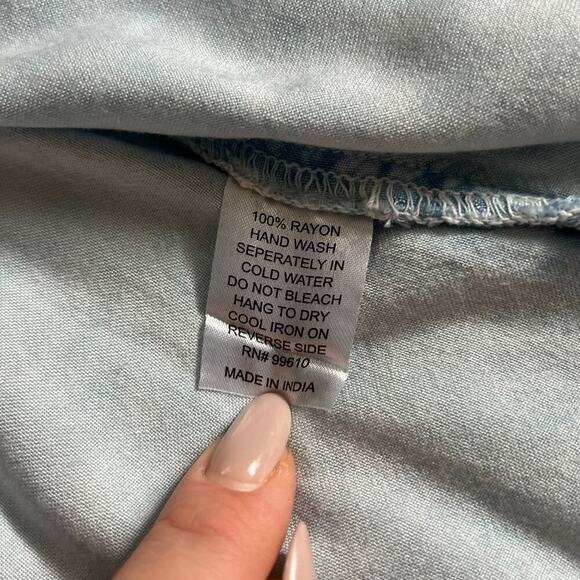 100% RAYON
HAND WASH
SEPERATELY IN
COLD WATER
DO NOT BLEACH
HANG TO DRY
COOL IRON ON
REVERSE SIDE
RN# 99610
MADE IN INDIA